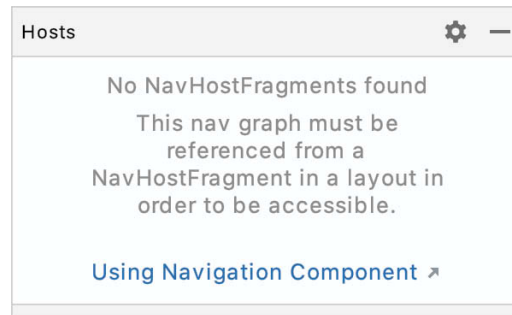 Hosts
No NavHostFragments found
This nav graph must be
referenced from a
NavHostFragment in a layout in
order to be accessible.
Using Navigation Component